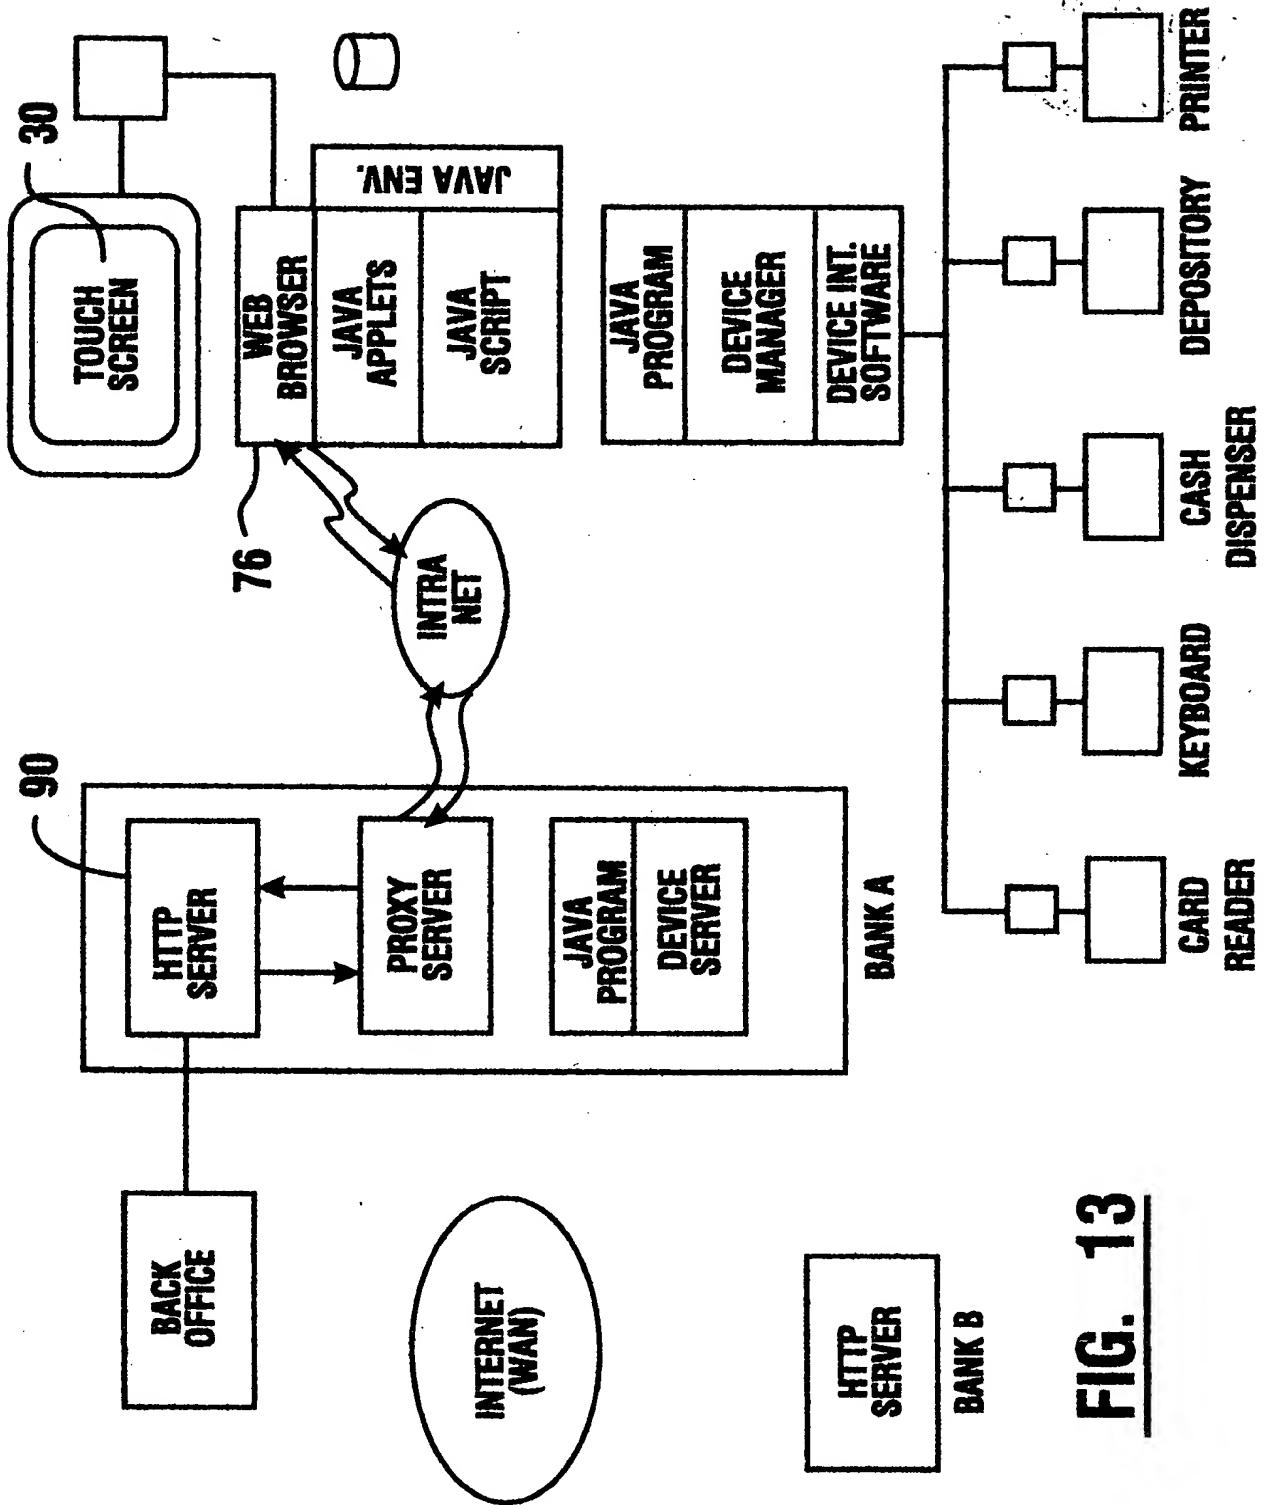 30
TOUCH
SCREEN
90
HTTP
SERVER
BACK
OFFICE
76
WEB
BROWSER
JAVA
APPLETS
JAVA
SCRIPT
JAVA ENV.
INTRA
NET
PROXY
SERVER
JAVA
PROGRAM
DEVICE
SERVER
BANK A
INTERNET
(WAN)
JAVA
PROGRAM
DEVICE
MANAGER
DEVICE INT.
SOFTWARE
HTTP
SERVER
BANK B
CARD
READER
KEYBOARD
CASH
DISPENSER
DEPOSITORY
PRINTER
FIG. 13